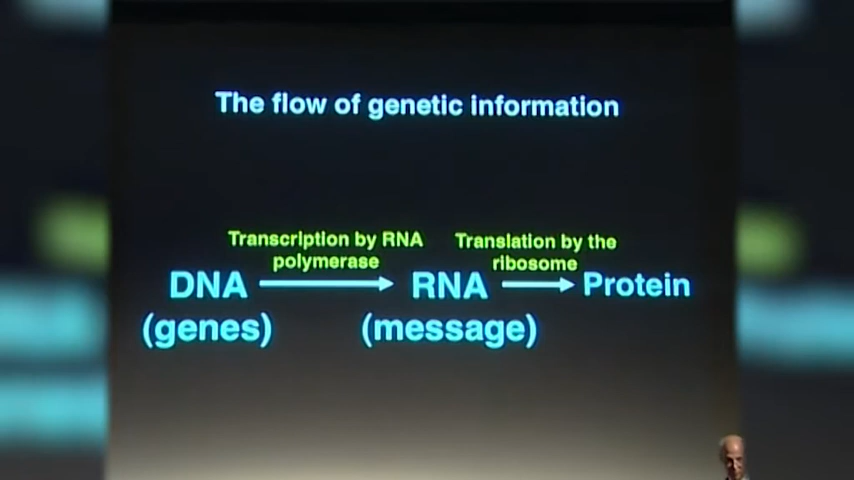 The flow of genetic information
Transcription by RNA
polymerase
Translation by the
ribosome
DNA
RNA
Protein
(genes)
(message)